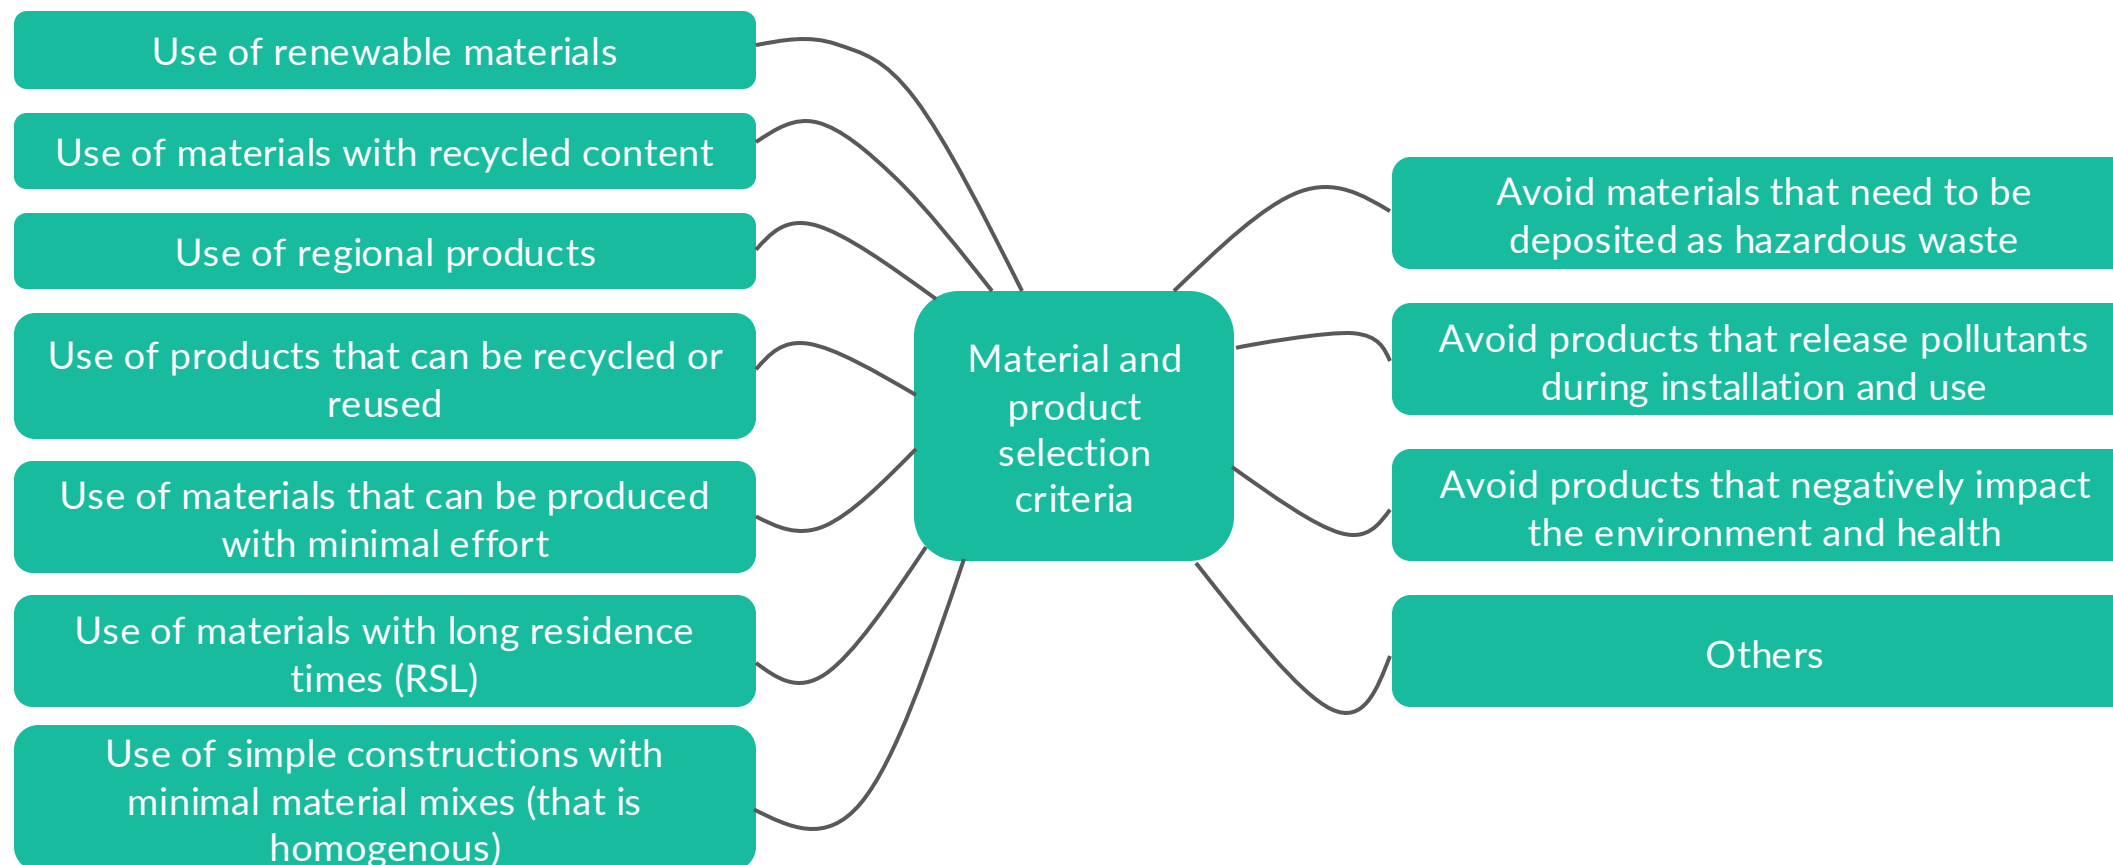 Use of renewable materials
Use of materials with recycled content
Use of regional products
Use of products that can be recycled or
reused
Use of materials that can be produced
with minimal effort
Use of materials with long residence
times (RSL)
Use of simple constructions with
minimal material mixes (that is
homogenous)
Material and
product
selection
criteria
Avoid materials that need to be
deposited as hazardous waste
Avoid products that release pollutants
during installation and use
Avoid products that negatively impact
the environment and health
Others